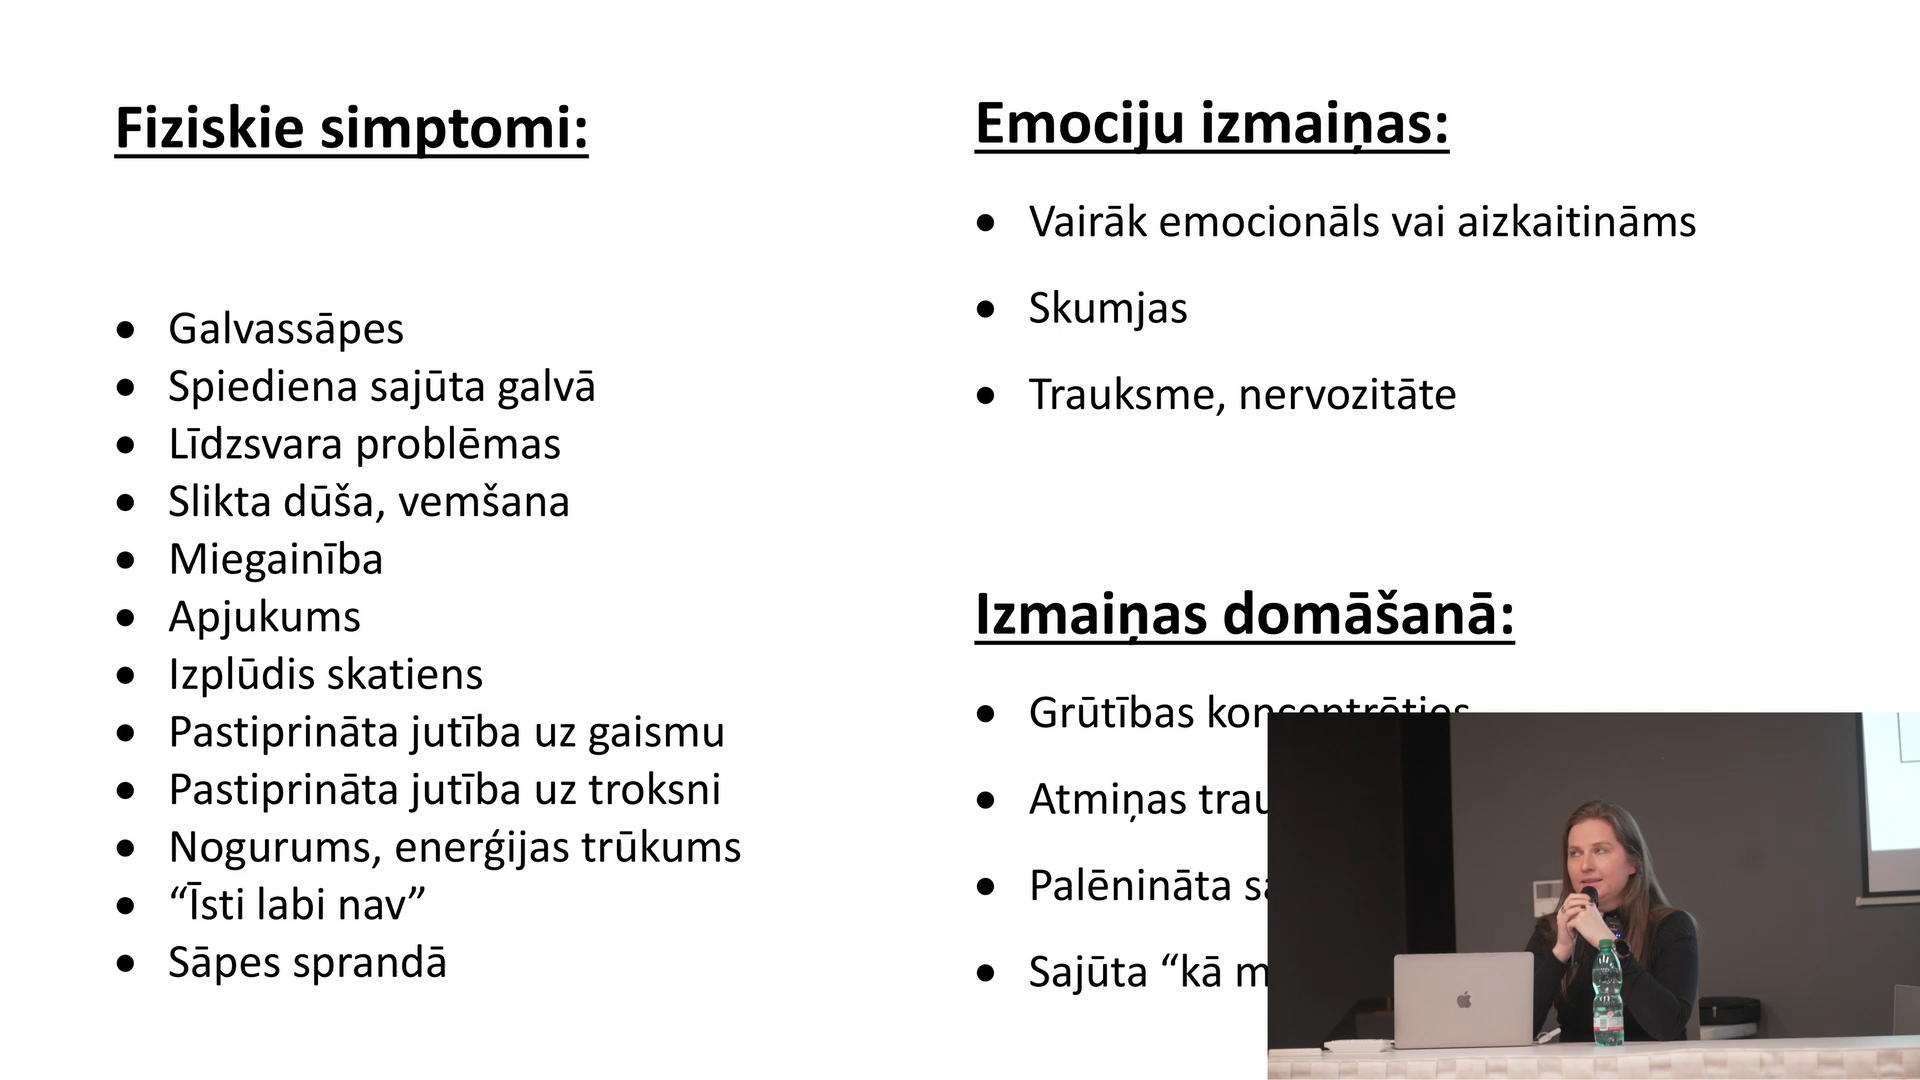 Fiziskie simptomi:
• Galvassāpes
• Spiediena sajūta galvā
• Līdzsvara problēmas
• Slikta dūša, vemšana
• Miegainība
• Apjukums
• Izplūdis skatiens
• Pastiprināta jutība uz gaismu
• Pastiprināta jutība uz troksni
• Nogurums, enerģijas trūkums
• “Īsti labi nav”
• Sāpes sprandā
Emociju izmaiņas:
• Vairāk emocionāls vai aizkaitināms
• Skumjas
• Trauksme, nervozitāte
Izmaiņas domāšanā:
• Grūtības koncentrēties
• Atmiņas
• Palēnināta
• Sajūta “kā